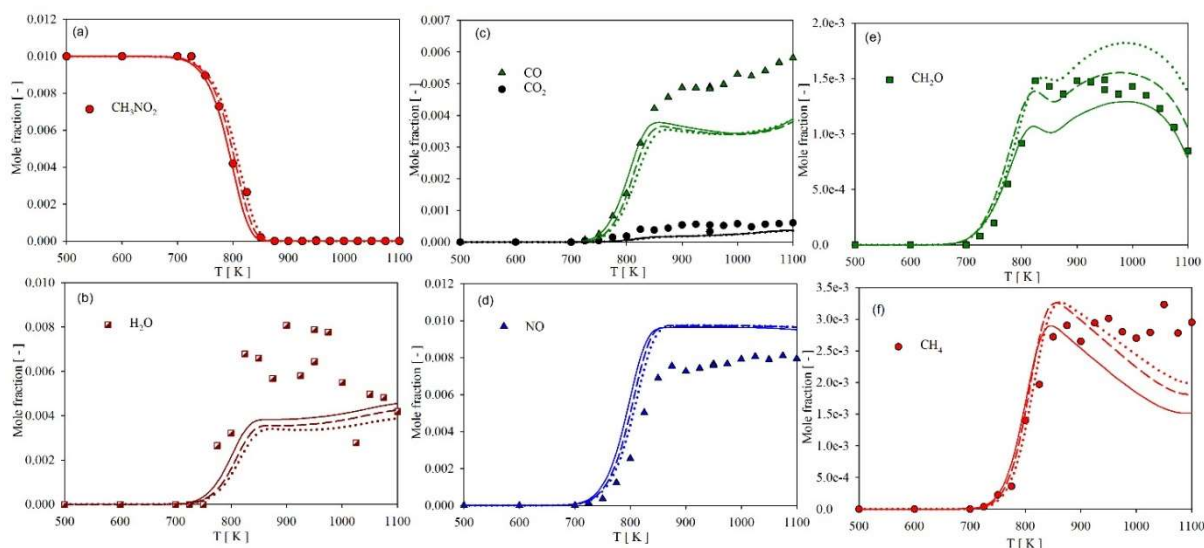 (a)
0.012
0.010
0.008
0.006
0.004
0.002
0.000
Mole fraction [ - ]
CH₃NO₂
500 600 700 800 900 1000 1100
T [ K ]
(c)
0.007
0.006
0.005
0.004
0.003
0.002
0.001
0.000
Mole fraction [ - ]
CO
CO₂
500 600 700 800 900 1000 1100
T [ K ]
(e)
2.0e-3
1.5e-3
1.0e-3
5.0e-4
0.0
Mole fraction [ - ]
CH₂O
500 600 700 800 900 1000 1100
T [ K ]
(b)
0.010
0.008
0.006
0.004
0.002
0.000
Mole fraction [ - ]
H₂O
500 600 700 800 900 1000 1100
T [ K ]
(d)
0.012
0.010
0.008
0.006
0.004
0.002
0.000
Mole fraction [ - ]
NO
500 600 700 800 900 1000 1100
T [ K ]
(f)
3.5e-3
3.0e-3
2.5e-3
2.0e-3
1.5e-3
1.0e-3
5.0e-4
0.0
Mole fraction [ - ]
CH₄
500 600 700 800 900 1000 1100
T [ K ]